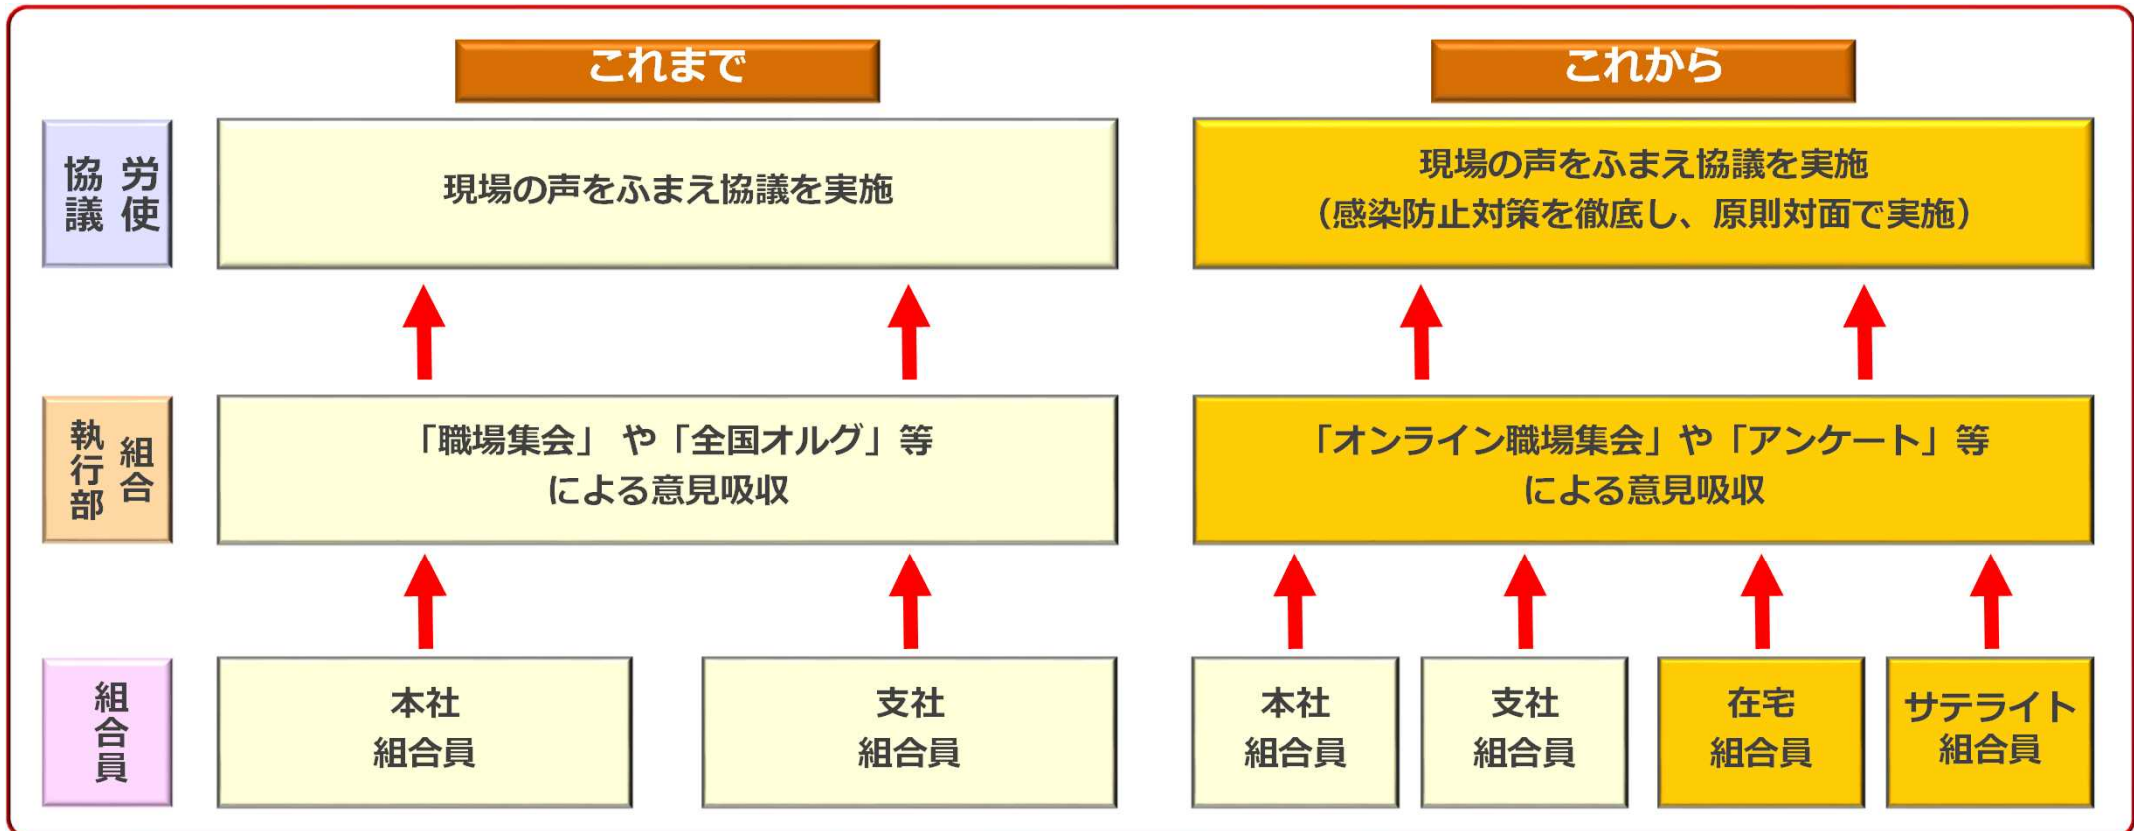 これまで
これから
労使
協議
現場の声をふまえ協議を実施
現場の声をふまえ協議を実施
（感染防止対策を徹底し、原則対面で実施）
組合
執行部
「職場集会」 や「全国オルグ」等
による意見吸収
「オンライン職場集会」や「アンケート」等
による意見吸収
組合員
本社
組合員
支社
組合員
本社
組合員
支社
組合員
在宅
組合員
サテライト
組合員